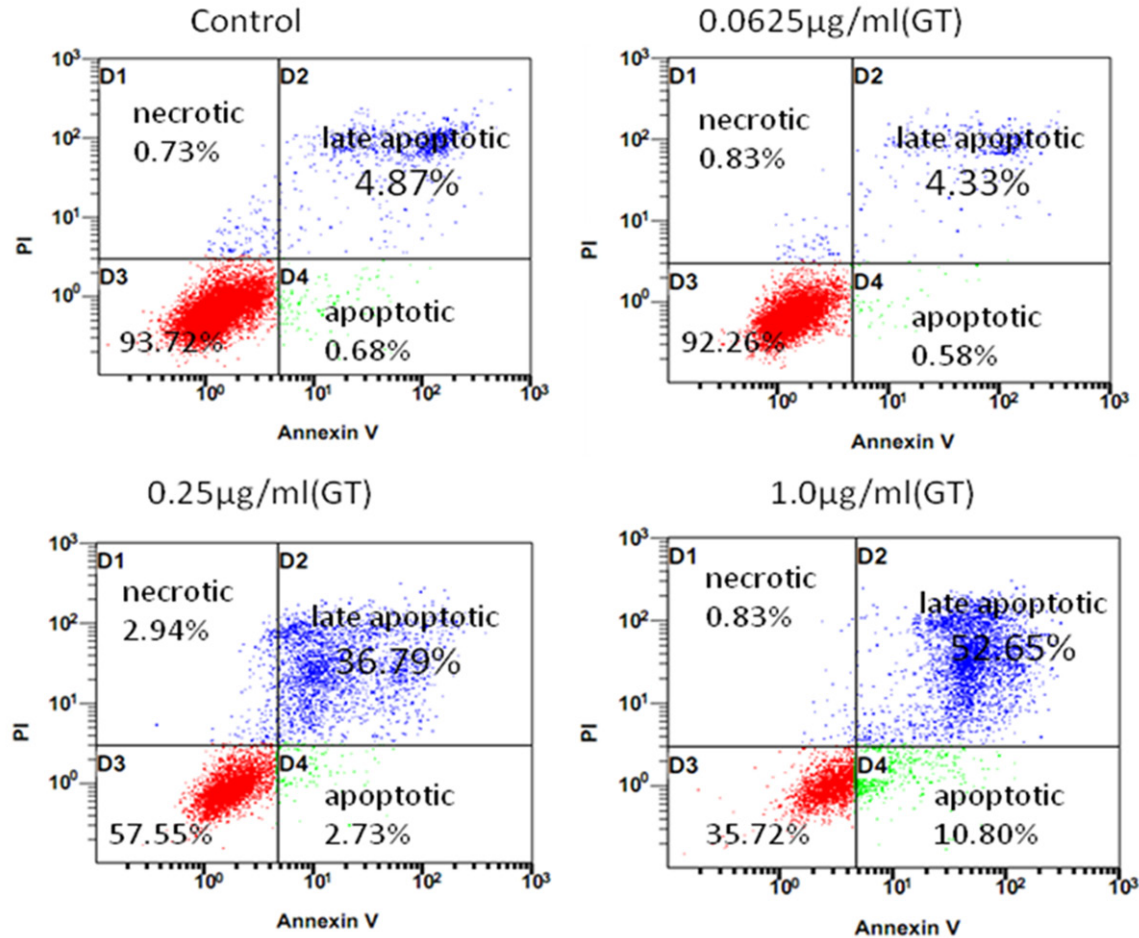 Control
10³
D1
D2
necrotic
0.73%
late apoptotic
4.87%
10²
10¹
PI
D3
D4
10⁰
93.72%
apoptotic
0.68%
10⁰ 10¹ 10² 10³
Annexin V
0.0625µg/ml(GT)
10³
D1
D2
necrotic
0.83%
late apoptotic
4.33%
10²
10¹
PI
D3
D4
10⁰
92.26%
apoptotic
0.58%
10⁰ 10¹ 10² 10³
Annexin V
0.25µg/ml(GT)
10³
D1
D2
necrotic
2.94%
late apoptotic
36.79%
10²
10¹
PI
D3
D4
10⁰
57.55%
apoptotic
2.73%
10⁰ 10¹ 10² 10³
Annexin V
1.0µg/ml(GT)
10³
D1
D2
necrotic
0.83%
late apoptotic
52.65%
10²
10¹
PI
D3
D4
10⁰
35.72%
apoptotic
10.80%
10⁰ 10¹ 10² 10³
Annexin V